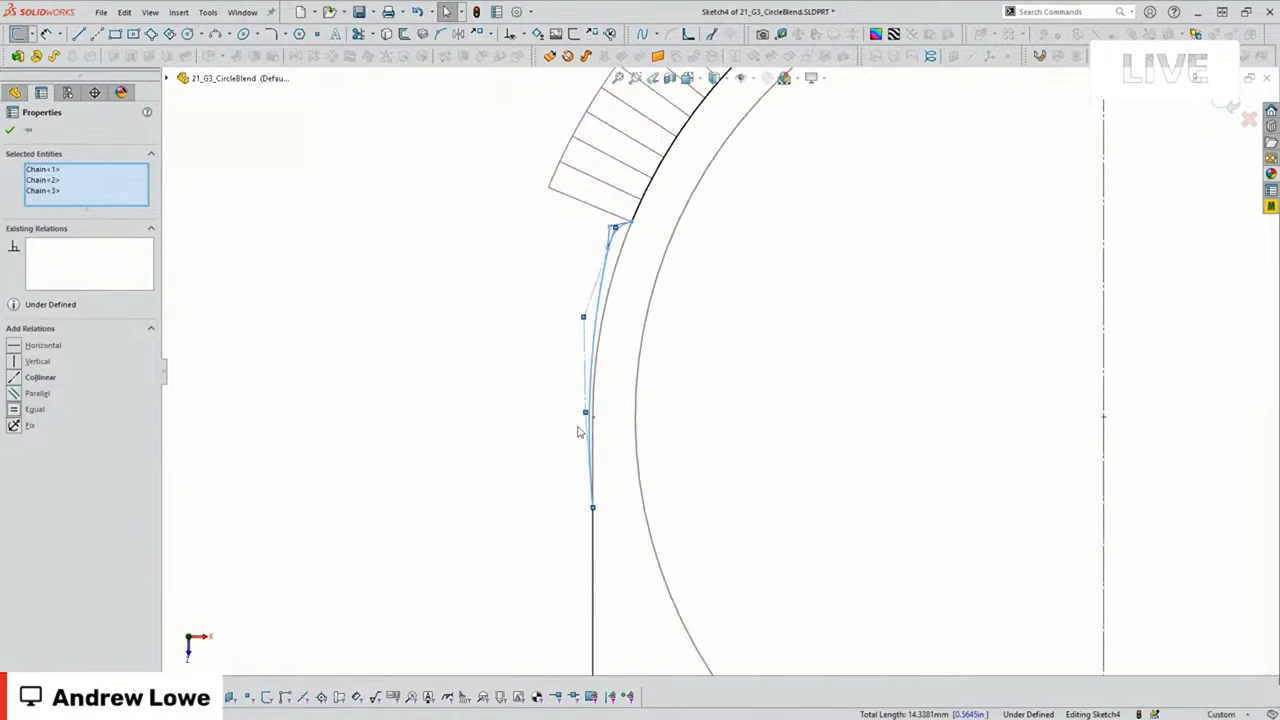 SOLIDWORKS File Edit View Insert Tools Window
Sketch4 of 21_G3_CircleBlend.SLDPRT *
Search Commands
LIVE
21_G3_CircleBlend (Defau...
Properties
Selected Entities
Chain<1>
Chain<2>
Chain<3>
Existing Relations
Under Defined
Add Relations
Horizontal
Vertical
Collinear
Parallel
Equal
Fix
X
Z
Andrew Lowe
Total Length: 14.3381mm [0.5645in] Under Defined Editing Sketch4 Custom